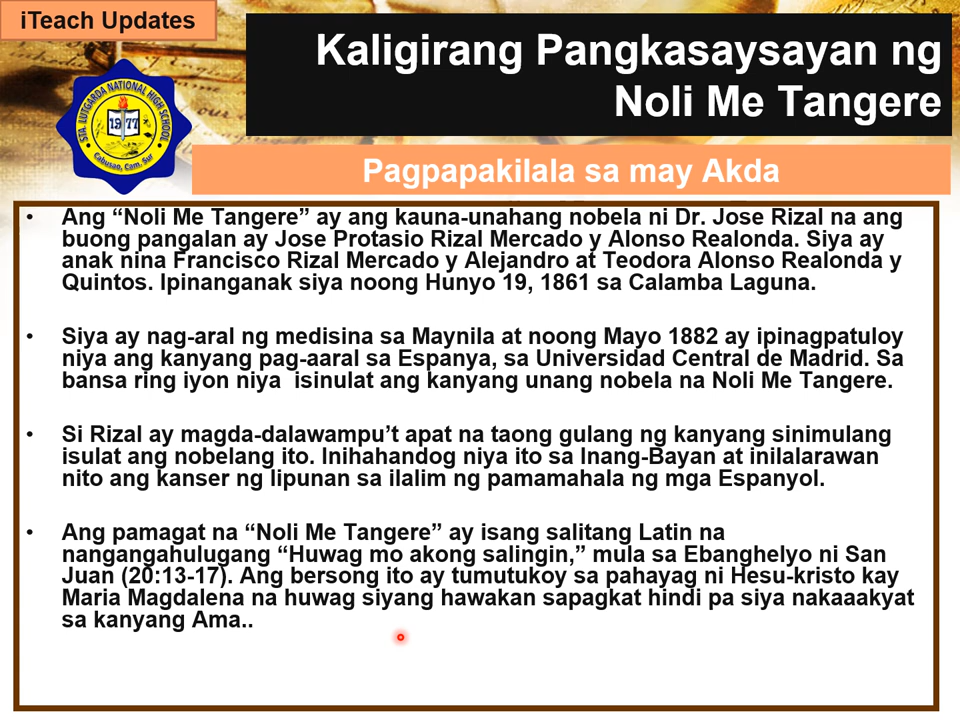 iTeach Updates
Kaligirang Pangkasaysayan ng
Noli Me Tangere
STA. LUTGARDA NATIONAL HIGH SCHOOL
1977
Cabusao, Cam. Sur
Pagpapakilala sa may Akda
• Ang “Noli Me Tangere” ay ang kauna-unahang nobela ni Dr. Jose Rizal na ang
buong pangalan ay Jose Protasio Rizal Mercado y Alonso Realonda. Siya ay
anak nina Francisco Rizal Mercado y Alejandro at Teodora Alonso Realonda y
Quintos. Ipinanganak siya noong Hunyo 19, 1861 sa Calamba Laguna.
• Siya ay nag-aral ng medisina sa Maynila at noong Mayo 1882 ay ipinagpatuloy
niya ang kanyang pag-aaral sa Espanya, sa Universidad Central de Madrid. Sa
bansa ring iyon niya  isinulat ang kanyang unang nobela na Noli Me Tangere.
• Si Rizal ay magda-dalawampu’t apat na taong gulang ng kanyang sinimulang
isulat ang nobelang ito. Inihahandog niya ito sa Inang-Bayan at inilalarawan
nito ang kanser ng lipunan sa ilalim ng pamamahala ng mga Espanyol.
• Ang pamagat na “Noli Me Tangere” ay isang salitang Latin na
nangangahulugang “Huwag mo akong salingin,” mula sa Ebanghelyo ni San
Juan (20:13-17). Ang bersong ito ay tumutukoy sa pahayag ni Hesu-kristo kay
Maria Magdalena na huwag siyang hawakan sapagkat hindi pa siya nakaaakyat
sa kanyang Ama..